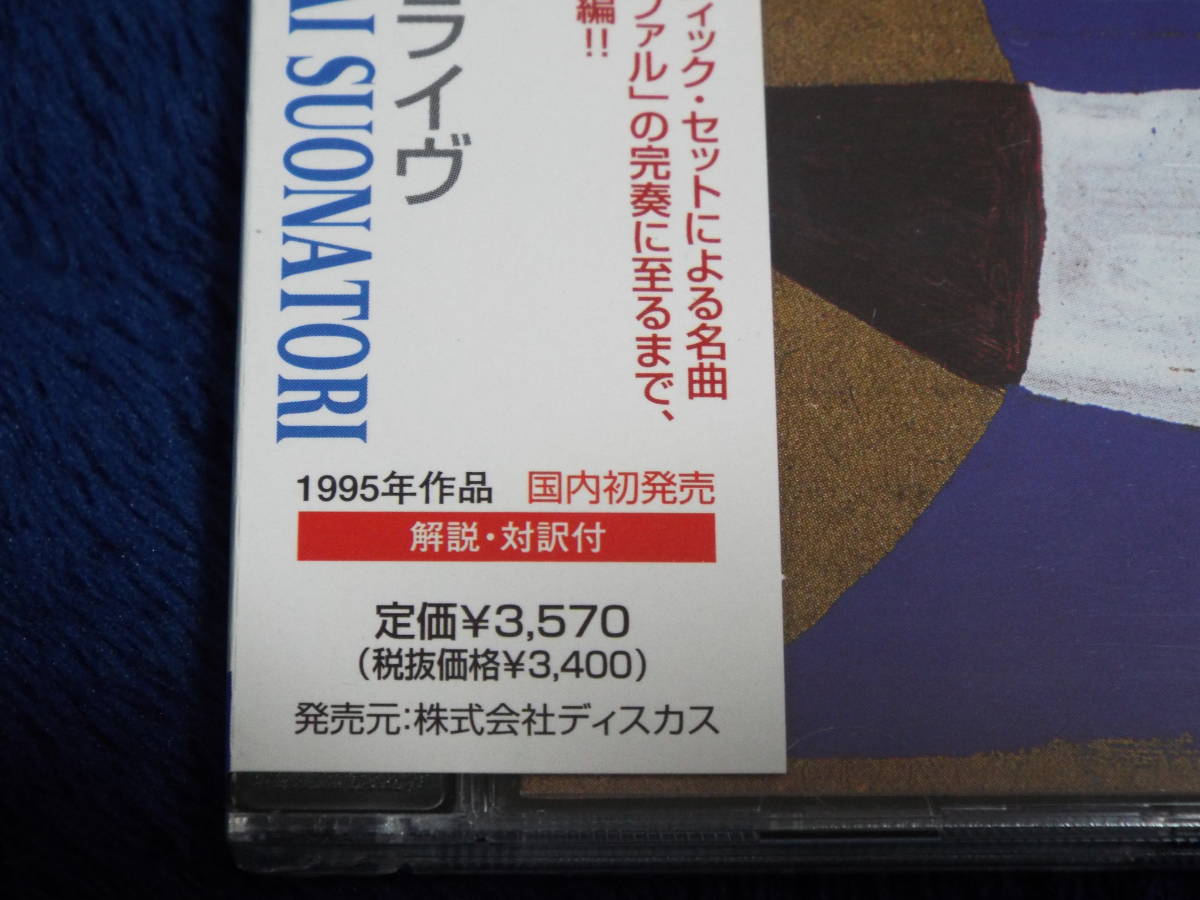 ィック・セットによる名曲
ファル」の完奏に至るまで、
編!!
ライヴ
AI SUONATORI
1995年作品 国内初発売
解説・対訳付
定価¥3,570
(税抜価格¥3,400)
発売元:株式会社ディスカス